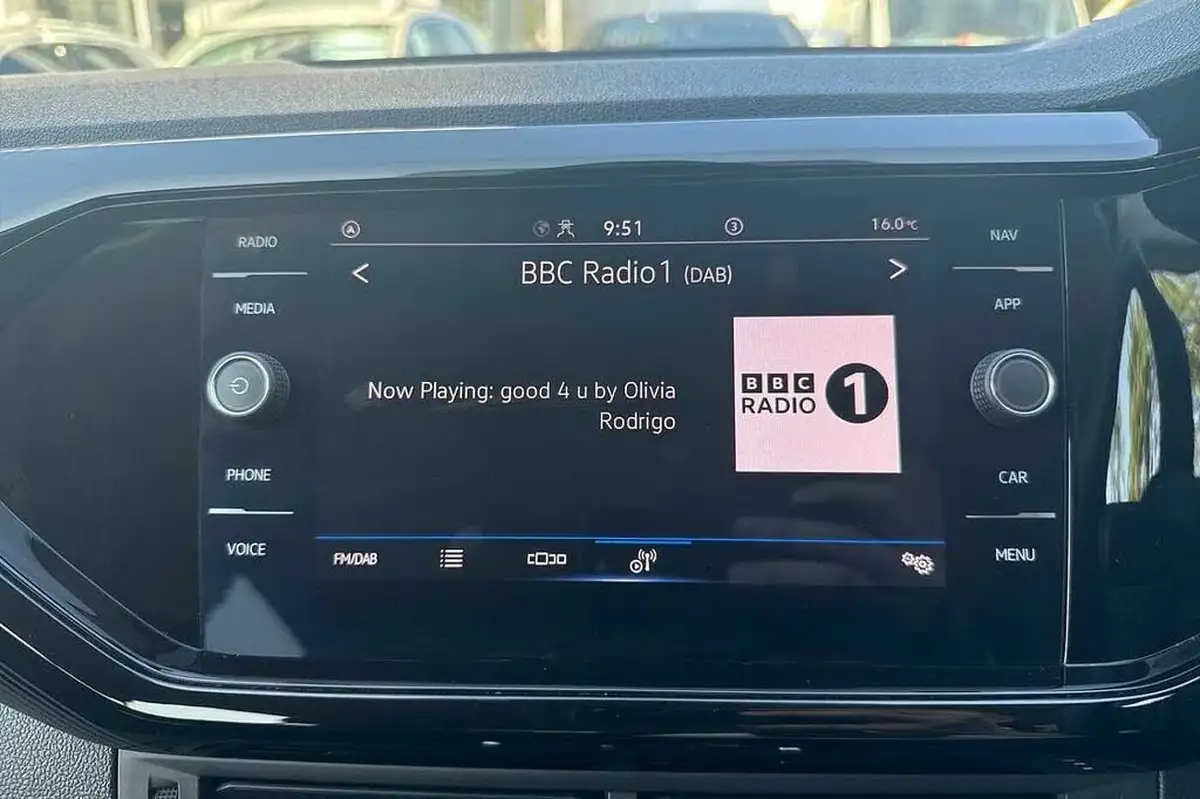 RADIO
MEDIA
PHONE
VOICE
9:51
3
16.0°C
< BBC Radio1 (DAB) >
Now Playing: good 4 u by Olivia
Rodrigo
BBC
RADIO 1
FM/DAB
NAV
APP
CAR
MENU